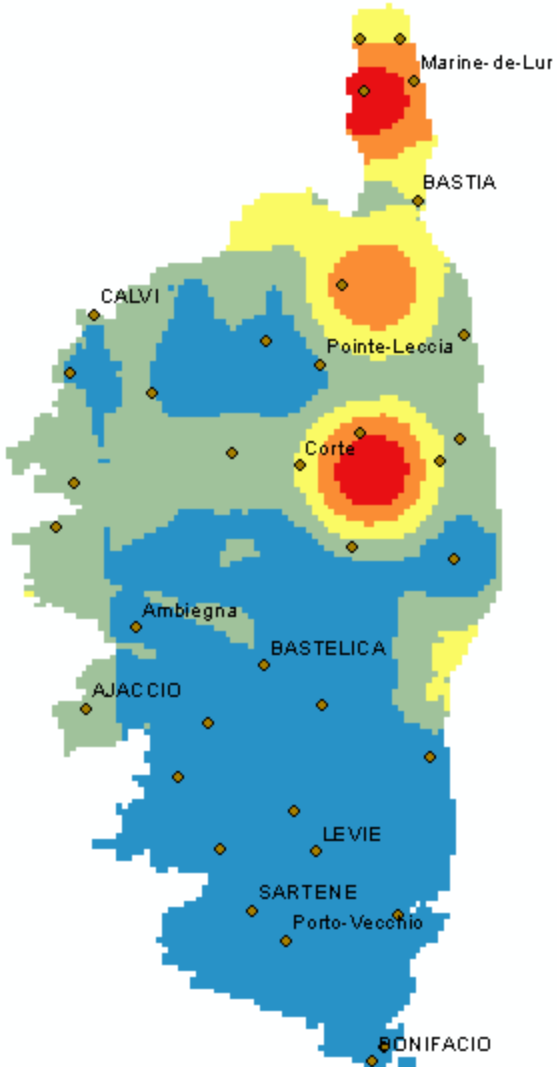 Marine-de-Lur
BASTIA
CALVI
Pointe-Leccia
Corte
Ambiegna
BASTELICA
AJACCIO
LEVIE
SARTENE
Porto-Vecchio
BONIFACIO